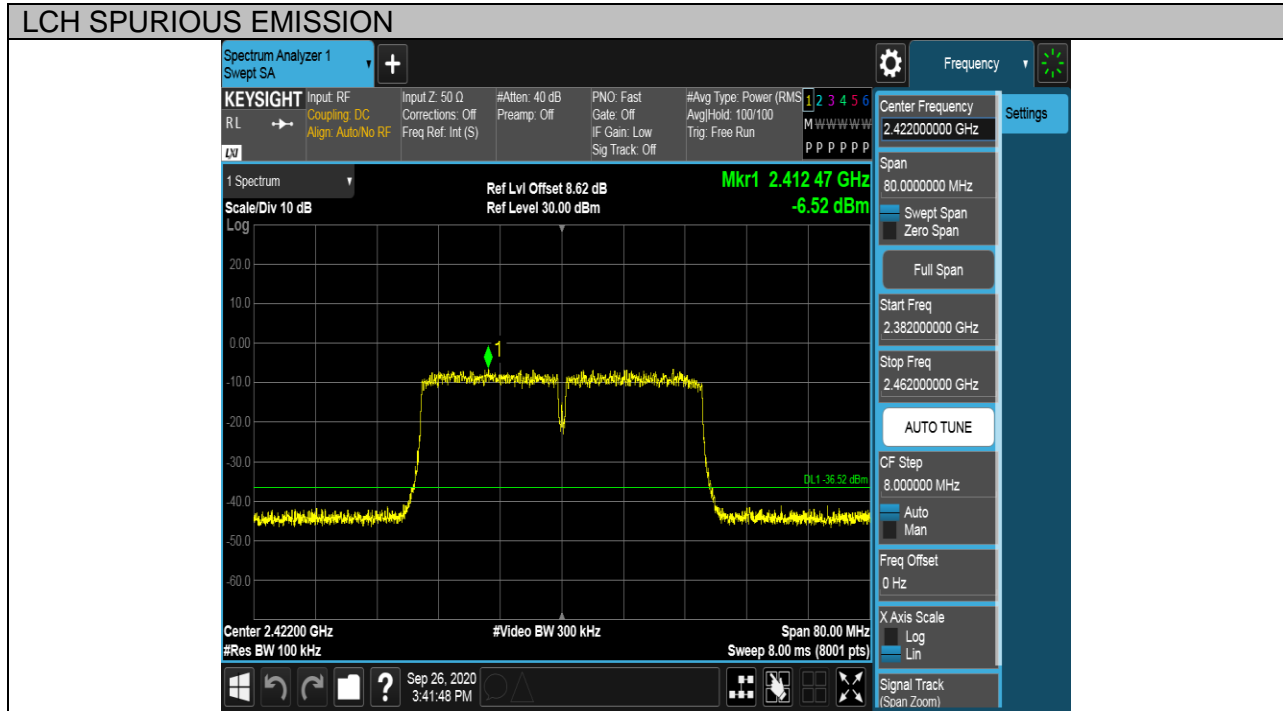 LCH SPURIOUS EMISSION
Spectrum Analyzer 1
Swept SA
Frequency
KEYSIGHT
RL
LXI
Input: RF
Coupling: DC
Align: Auto/No RF
Input Z: 50 Ω
Corrections: Off
Freq Ref: Int (S)
#Atten: 40 dB
Preamp: Off
PNO: Fast
Gate: Off
IF Gain: Low
Sig Track: Off
#Avg Type: Power (RMS
Avg|Hold: 100/100
Trig: Free Run
1 2 3 4 5 6
M W W W W W
P P P P P P
1 Spectrum
Scale/Div 10 dB
Ref Lvl Offset 8.62 dB
Ref Level 30.00 dBm
Mkr1 2.412 47 GHz
-6.52 dBm
Log
20.0
10.0
0.00
-10.0
-20.0
-30.0
-40.0
-50.0
-60.0
1
DL1 -36.52 dBm
Center 2.42200 GHz
#Res BW 100 kHz
#Video BW 300 kHz
Span 80.00 MHz
Sweep 8.00 ms (8001 pts)
Sep 26, 2020
3:41:48 PM
?
Center Frequency
2.422000000 GHz
Settings
Span
80.0000000 MHz
Swept Span
Zero Span
Full Span
Start Freq
2.382000000 GHz
Stop Freq
2.462000000 GHz
AUTO TUNE
CF Step
8.000000 MHz
Auto
Man
Freq Offset
0 Hz
X Axis Scale
Log
Lin
Signal Track
(Span Zoom)